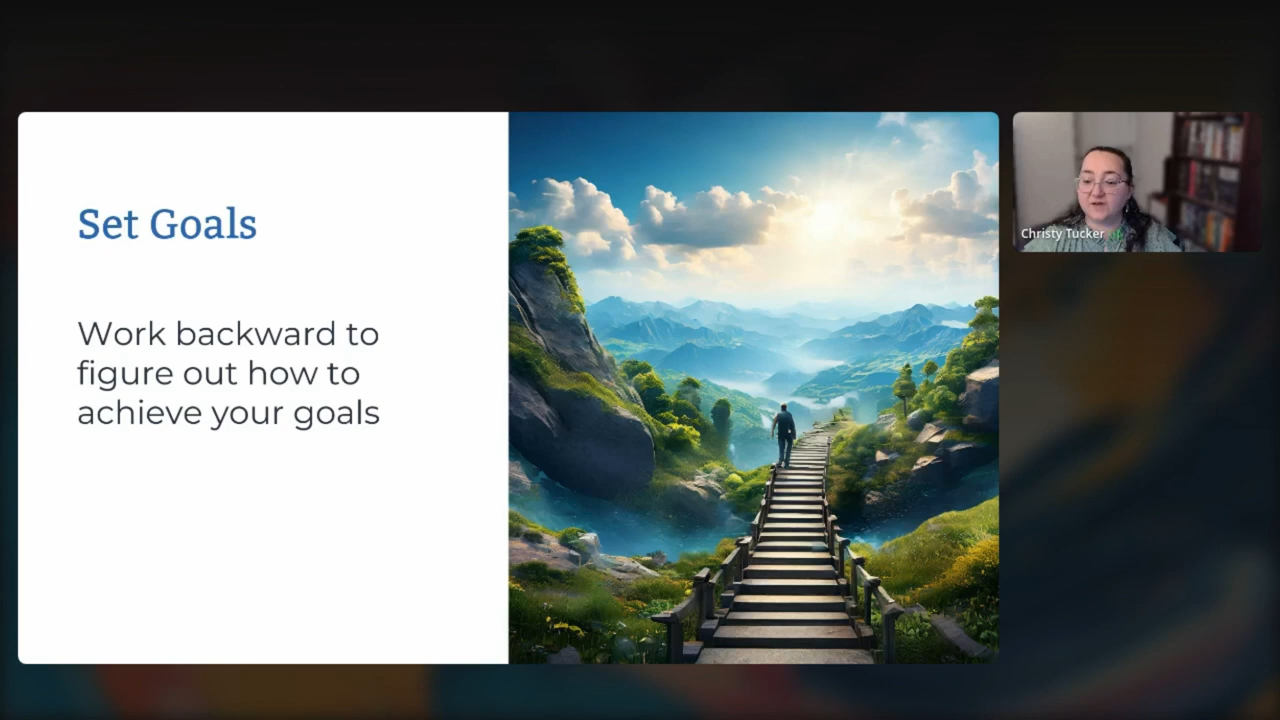 Set Goals
Work backward to
figure out how to
achieve your goals
Christy Tucker